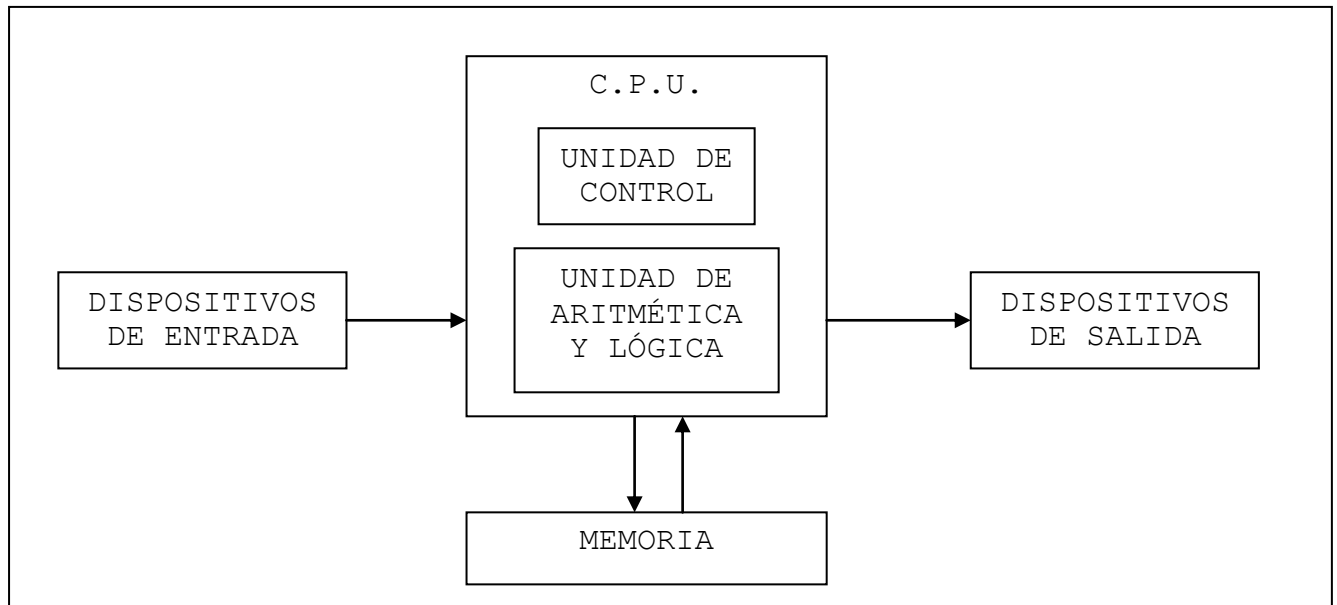 C.P.U.
UNIDAD DE
CONTROL
UNIDAD DE
ARITMÉTICA
Y LÓGICA
DISPOSITIVOS
DE ENTRADA
DISPOSITIVOS
DE SALIDA
MEMORIA